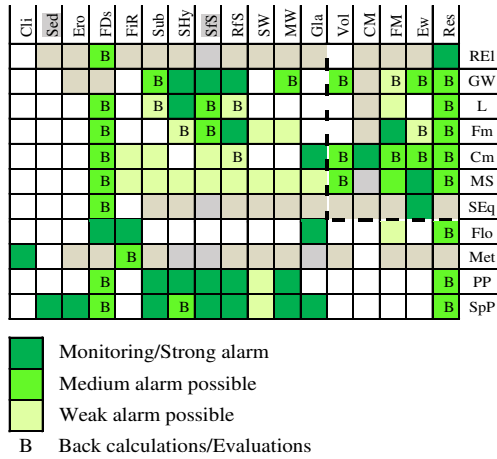 Cli Sed Ero FDs FiR Sub SHy SfS RfS SW MW Gla Vol CM FM Ew Res
B REl
B B B B B B GW
B B B B B L
B B B B B Fm
B B B B B B Cm
B B B MS
B SEq
B Flo
B Met
B B PP
B B B SpP
Monitoring/Strong alarm
Medium alarm possible
Weak alarm possible
B Back calculations/Evaluations